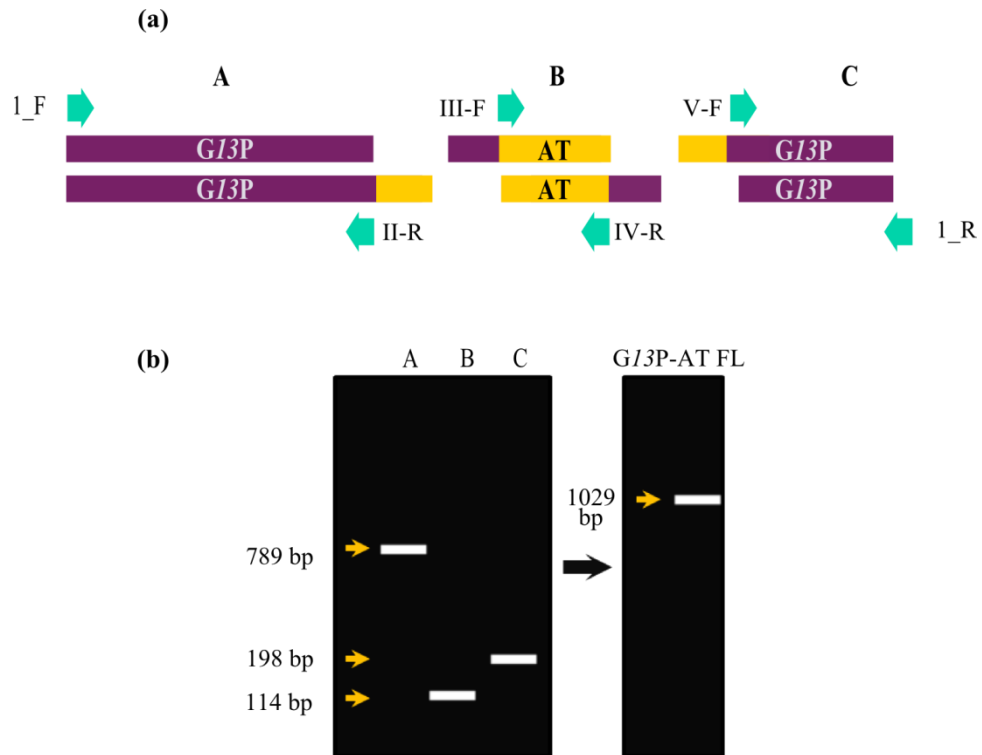 (a)
A B C
1_F III-F V-F
G13P AT G13P
G13P AT G13P
II-R IV-R 1_R
(b)
A B C G13P-AT FL
1029
bp
789 bp
198 bp
114 bp